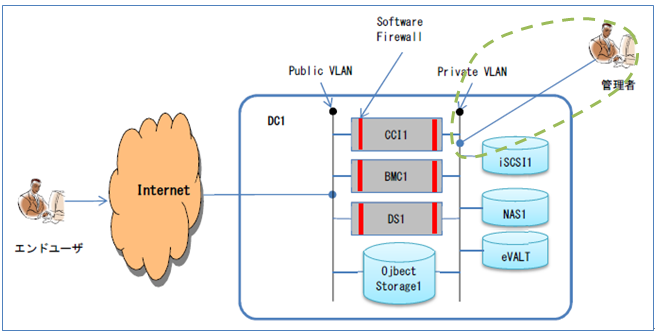 Software
Firewall
Public VLAN
Private VLAN
管理者
DC1
CCI1
iSCSI1
BMC1
Internet
NAS1
DS1
エンドユーザ
eVALT
Ojbect
Storage1